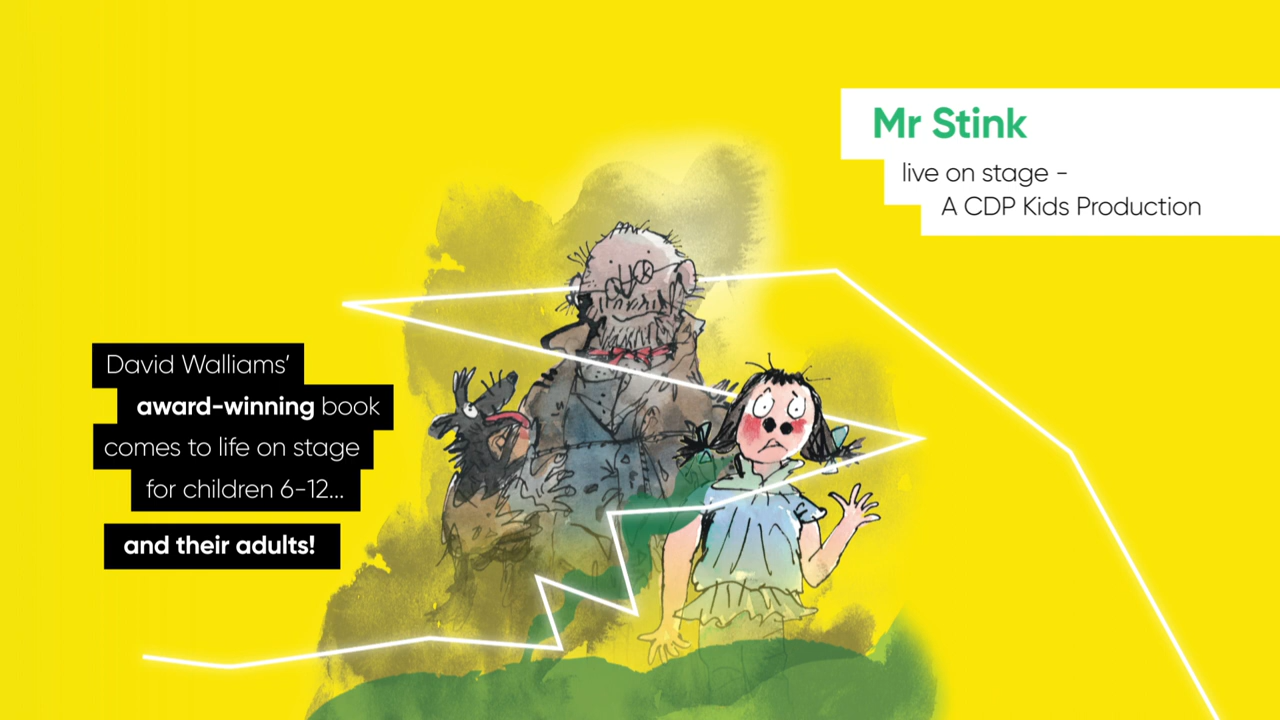 Mr Stink
live on stage -
A CDP Kids Production
David Walliams'
award-winning book
comes to life on stage
for children 6-12...
and their adults!